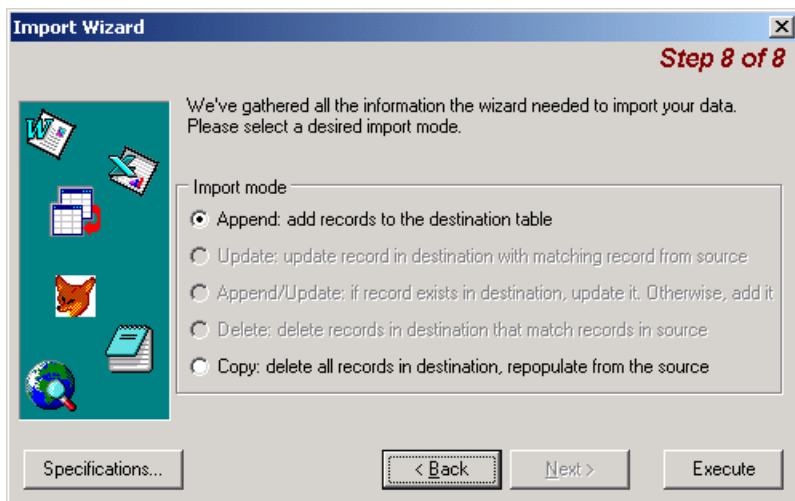 Import Wizard
Step 8 of 8
We've gathered all the information the wizard needed to import your data.
Please select a desired import mode.
Import mode
Append: add records to the destination table
Update: update record in destination with matching record from source
Append/Update: if record exists in destination, update it. Otherwise, add it
Delete: delete records in destination that match records in source
Copy: delete all records in destination, repopulate from the source
Specifications...
< Back
Next >
Execute